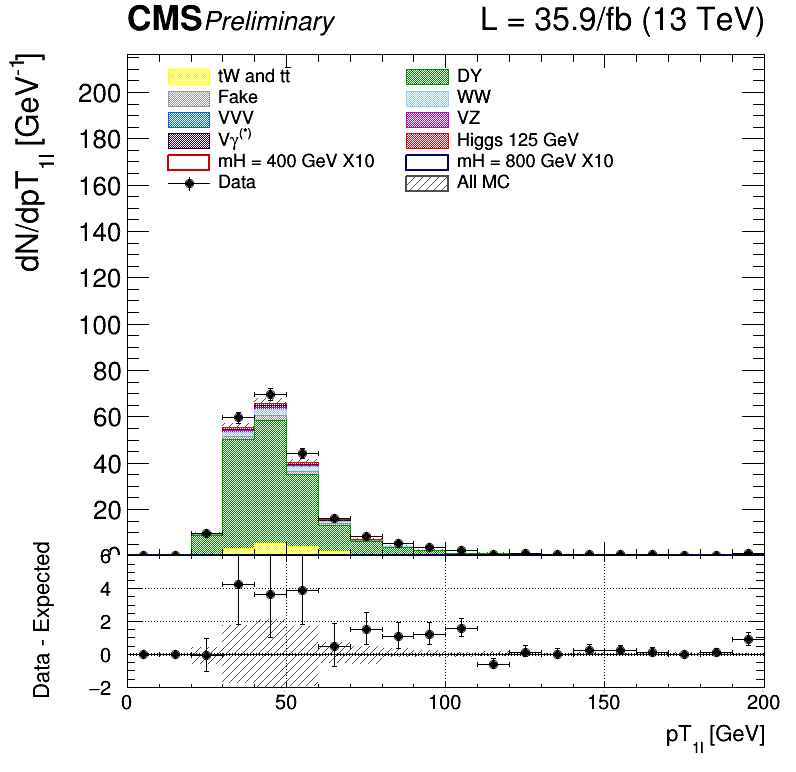 CMS Preliminary L = 35.9/fb (13 TeV)
dN/dpT1l [GeV-1]
200
180
160
140
120
100
80
60
40
20
0
tW and tt DY
Fake WW
VVV VZ
Vγ(*) Higgs 125 GeV
mH = 400 GeV X10 mH = 800 GeV X10
Data All MC
Data - Expected
6
4
2
0
−2
0 50 100 150 200
pT1l [GeV]